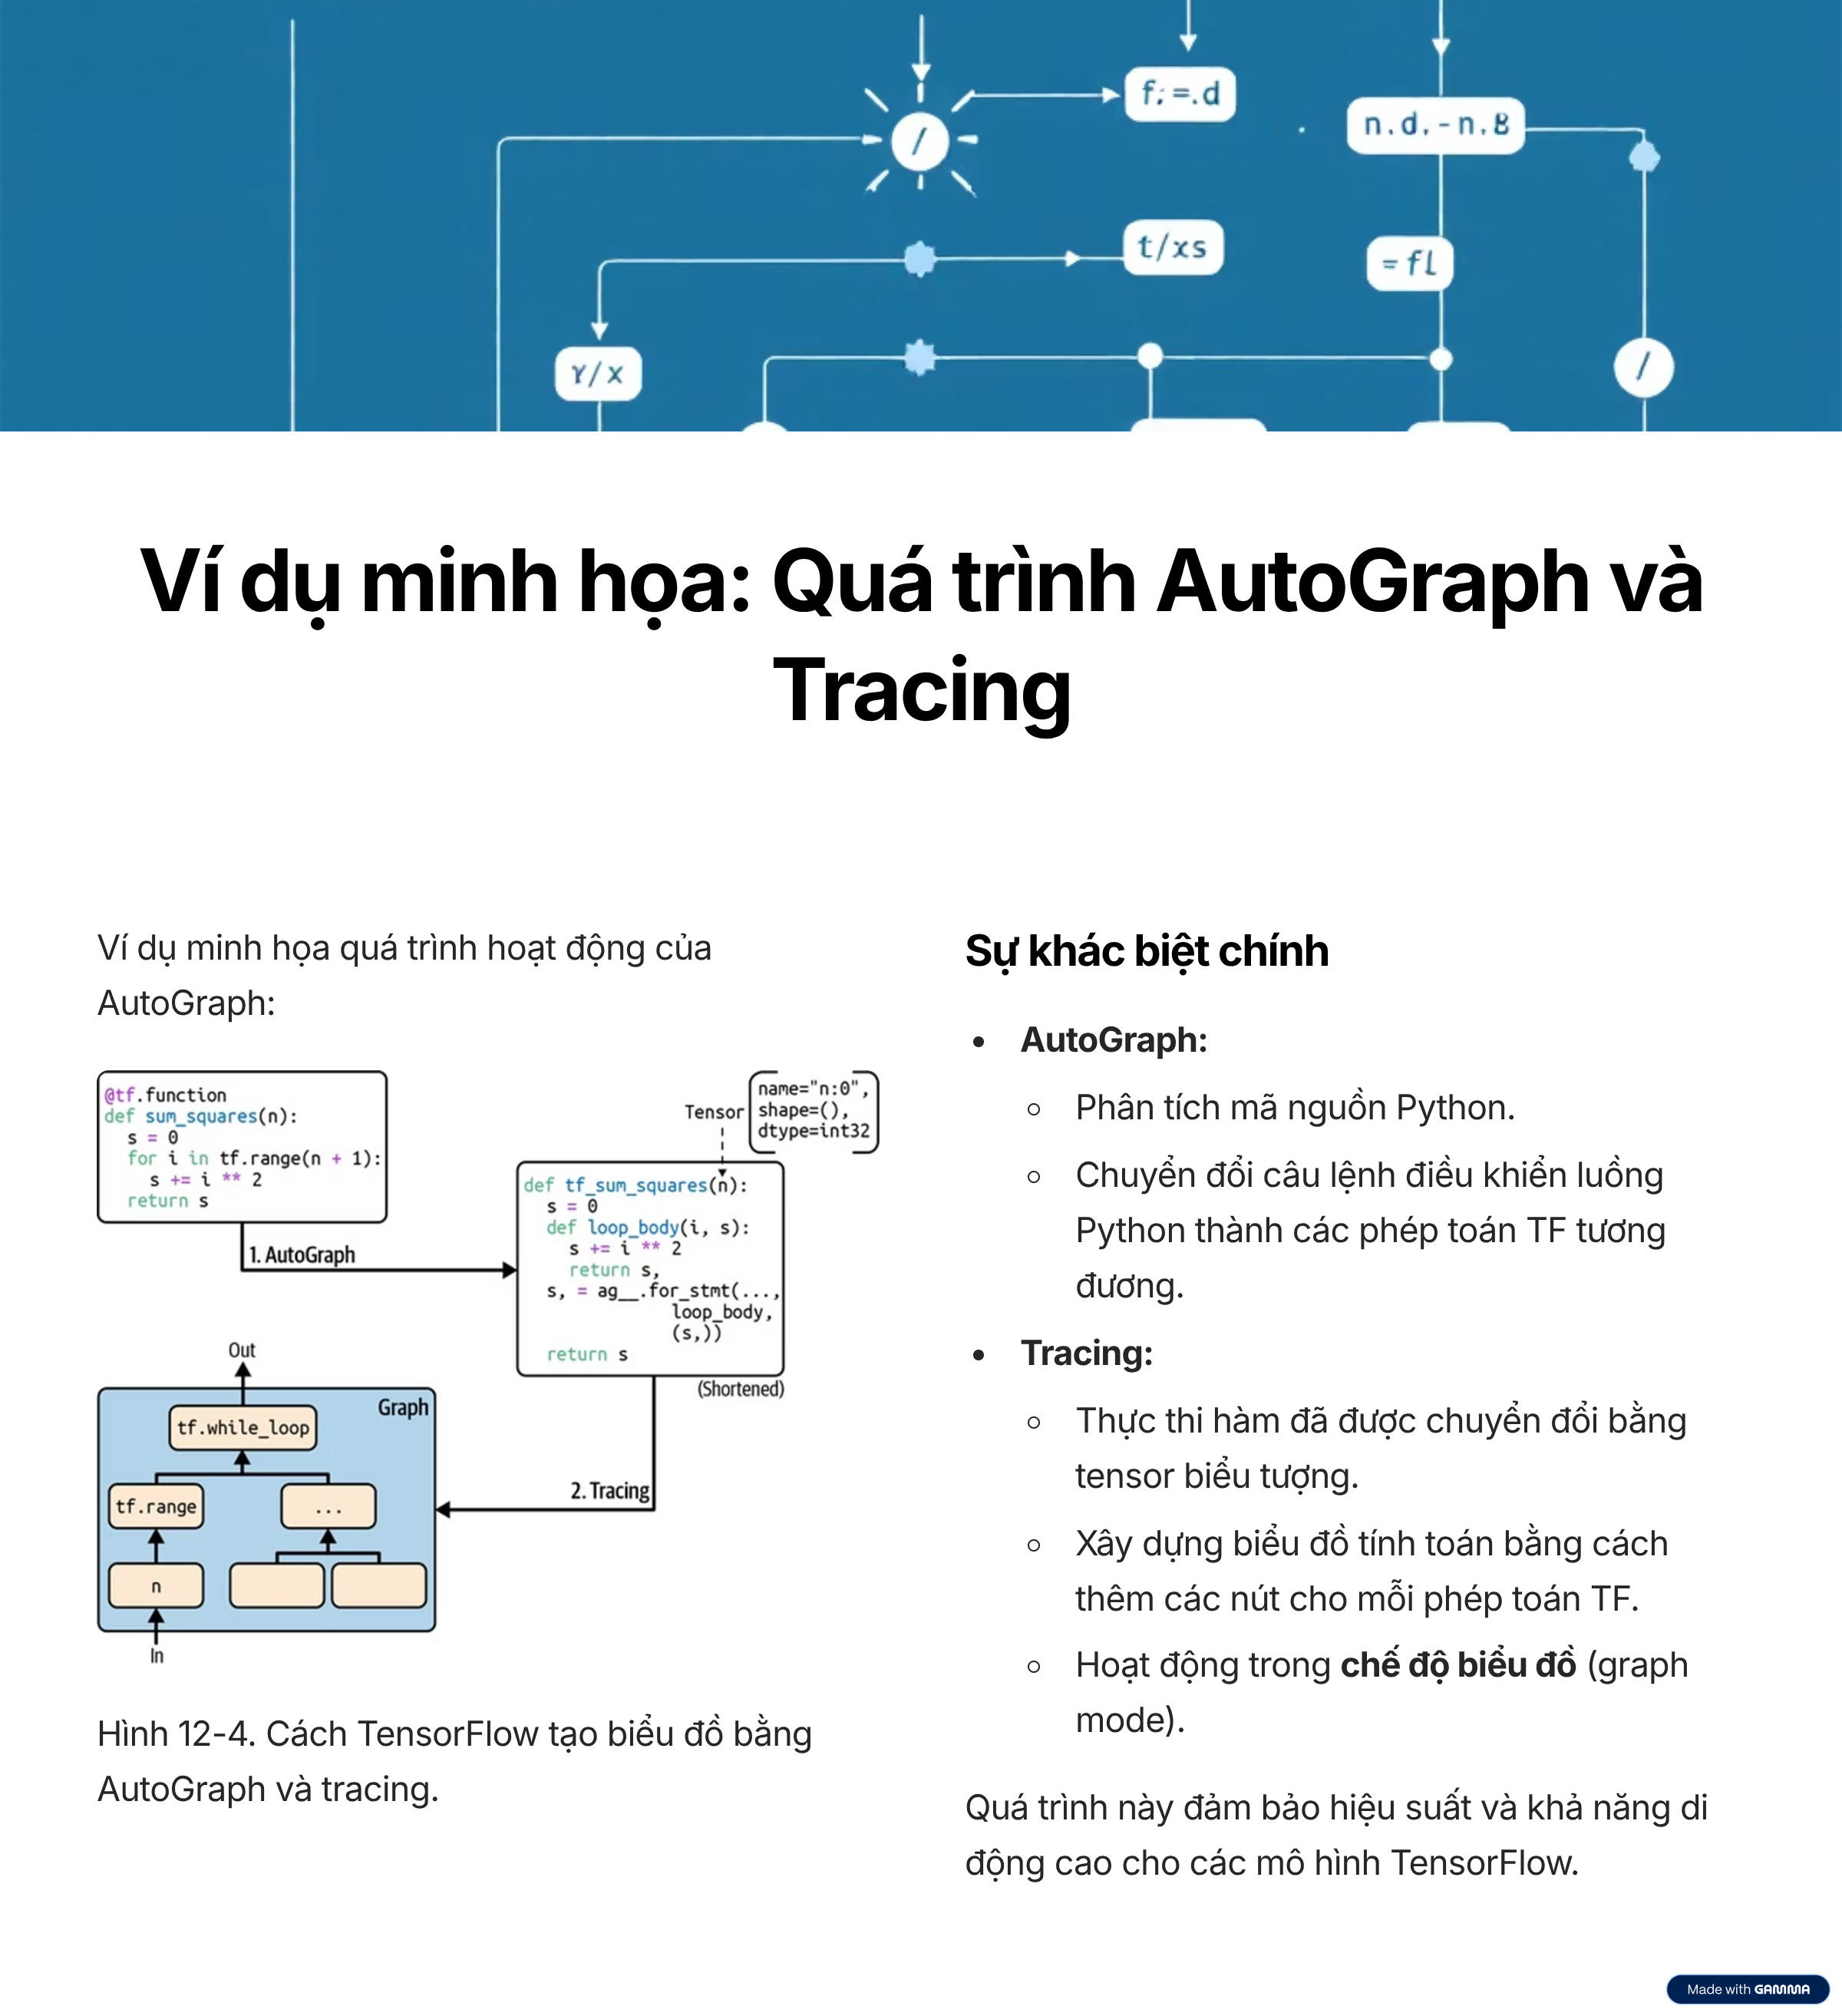 f:=.d
n.d.-n.8
t/xs
=fl
Y/x
/
/
Ví dụ minh họa: Quá trình AutoGraph và
Tracing
Ví dụ minh họa quá trình hoạt động của
AutoGraph:
@tf.function
def sum_squares(n):
s = 0
for i in tf.range(n + 1):
s += i ** 2
return s
1. AutoGraph
Tensor
name="n:0",
shape=(),
dtype=int32
def tf_sum_squares(n):
s = 0
def loop_body(i, s):
s += i ** 2
return s,
s, = ag__.for_stmt(...,
loop_body,
(s,))
return s
(Shortened)
2. Tracing
Out
Graph
tf.while_loop
tf.range
...
n
In
Hình 12-4. Cách TensorFlow tạo biểu đồ bằng
AutoGraph và tracing.
Sự khác biệt chính
• AutoGraph:
◦ Phân tích mã nguồn Python.
◦ Chuyển đổi câu lệnh điều khiển luồng
Python thành các phép toán TF tương
đương.
• Tracing:
◦ Thực thi hàm đã được chuyển đổi bằng
tensor biểu tượng.
◦ Xây dựng biểu đồ tính toán bằng cách
thêm các nút cho mỗi phép toán TF.
◦ Hoạt động trong chế độ biểu đồ (graph
mode).
Quá trình này đảm bảo hiệu suất và khả năng di
động cao cho các mô hình TensorFlow.
Made with GAMMA